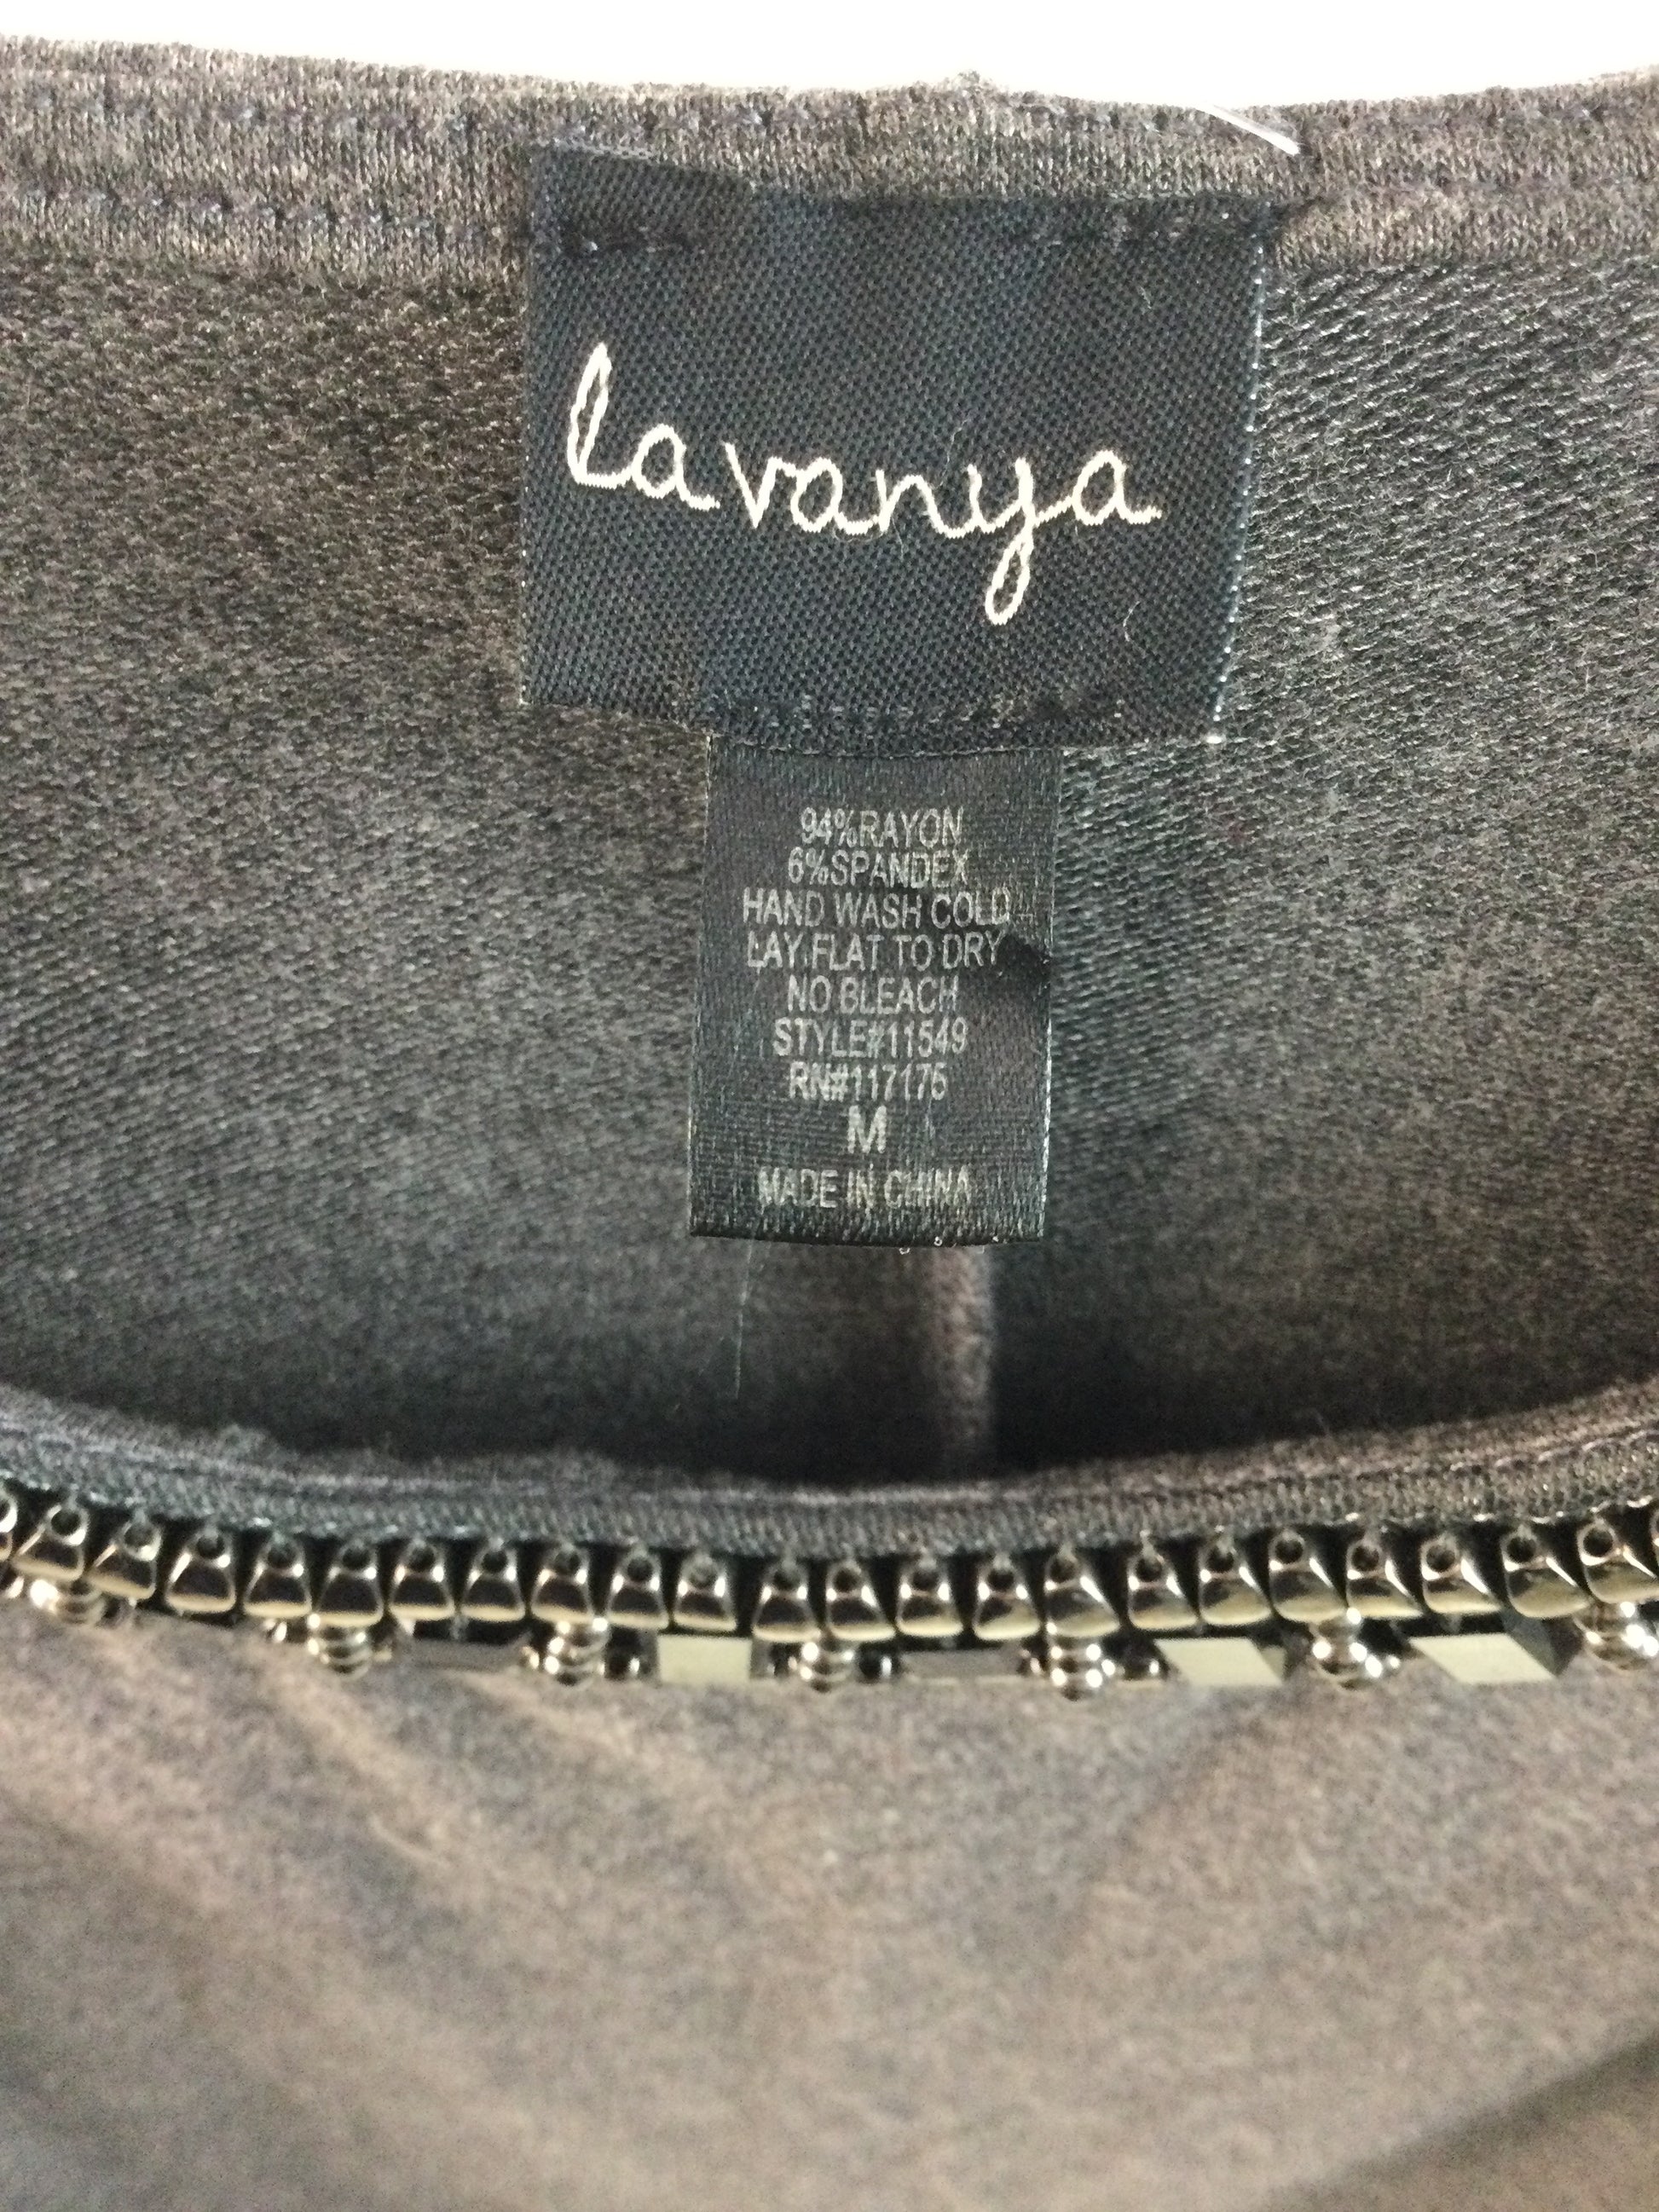 lavanya
94%RAYON
6%SPANDEX
HAND WASH COLD
LAY FLAT TO DRY
NO BLEACH
STYLE#11549
RN#117175
M
MADE IN CHINA